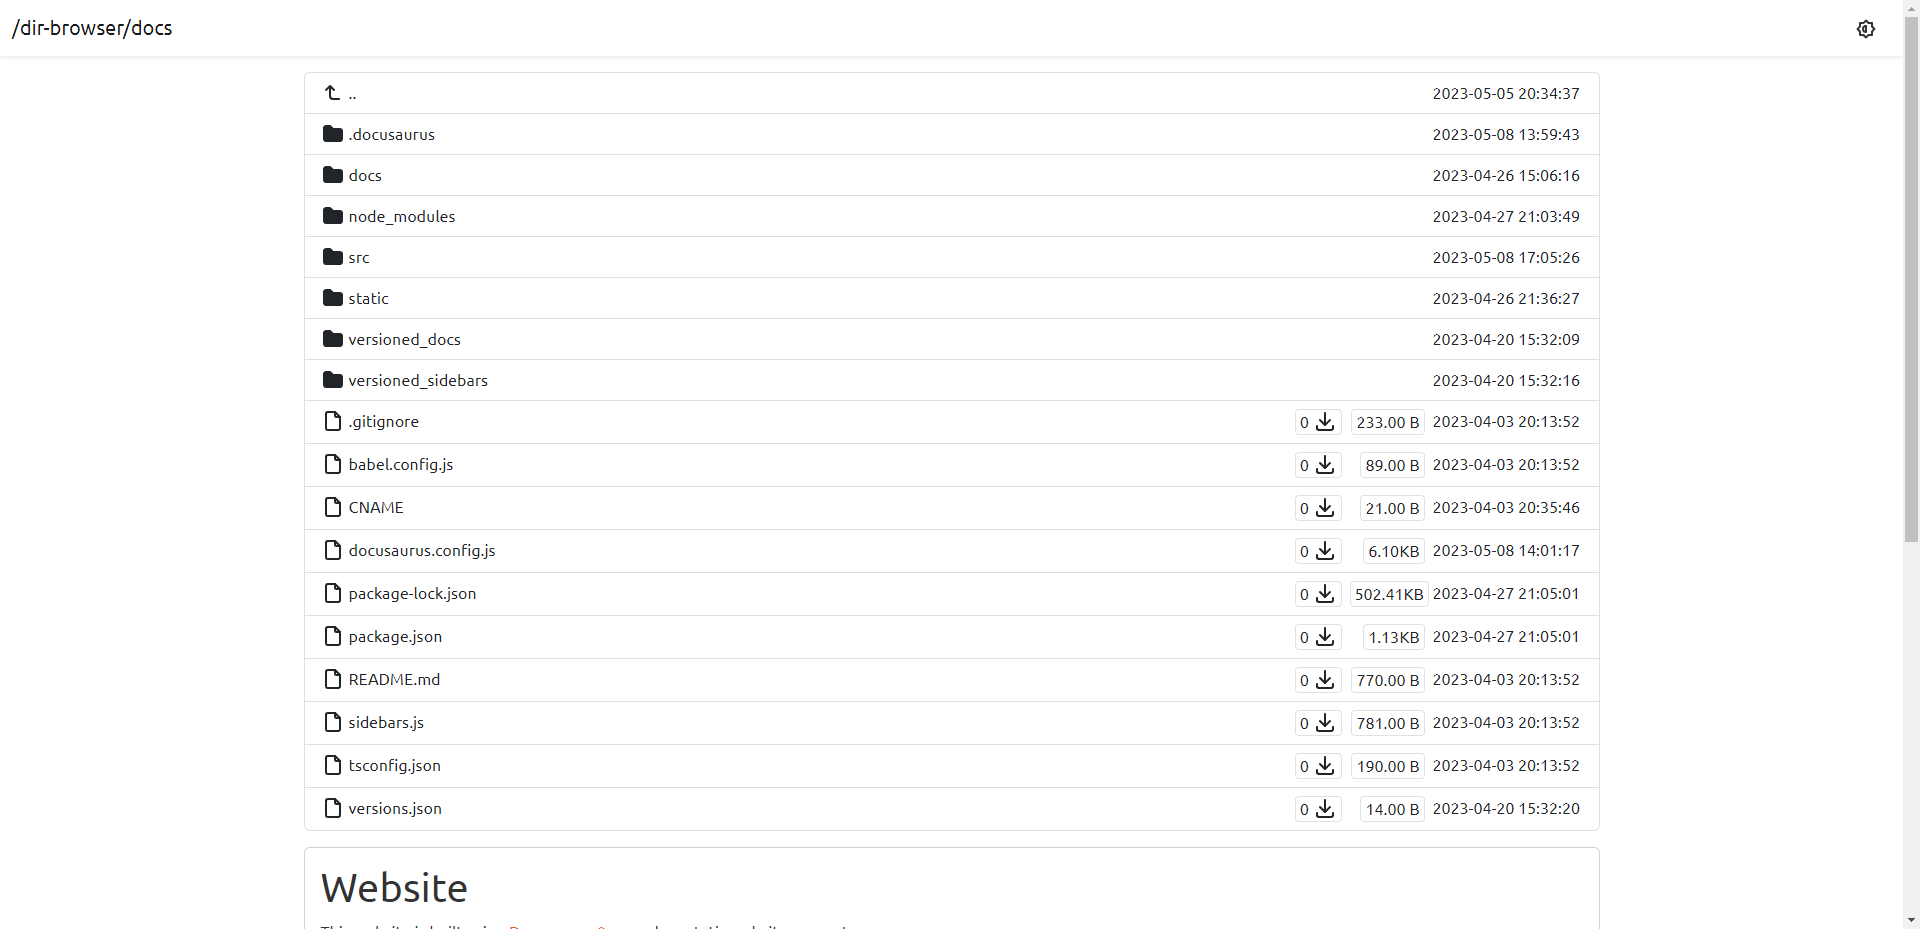 /dir-browser/docs
.. 2023-05-05 20:34:37
.docusaurus 2023-05-08 13:59:43
docs 2023-04-26 15:06:16
node_modules 2023-04-27 21:03:49
src 2023-05-08 17:05:26
static 2023-04-26 21:36:27
versioned_docs 2023-04-20 15:32:09
versioned_sidebars 2023-04-20 15:32:16
.gitignore 0 233.00 B 2023-04-03 20:13:52
babel.config.js 0 89.00 B 2023-04-03 20:13:52
CNAME 0 21.00 B 2023-04-03 20:35:46
docusaurus.config.js 0 6.10KB 2023-05-08 14:01:17
package-lock.json 0 502.41KB 2023-04-27 21:05:01
package.json 0 1.13KB 2023-04-27 21:05:01
README.md 0 770.00 B 2023-04-03 20:13:52
sidebars.js 0 781.00 B 2023-04-03 20:13:52
tsconfig.json 0 190.00 B 2023-04-03 20:13:52
versions.json 0 14.00 B 2023-04-20 15:32:20
Website